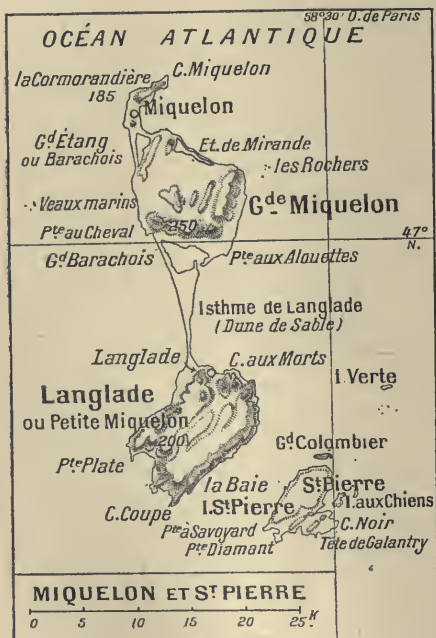 58°30' O. de Paris
OCÉAN ATLANTIQUE
C. Miquelon
la Cormorandière
185
Miquelon
Gd Étang
ou Barachois
Et. de Mirande
les Rochers
Veaux marins
Gde Miquelon
Pte au Cheval
250
47°
N.
Gd Barachois
Pte aux Alouettes
Isthme de Langlade
(Dune de Sable)
Langlade
C. aux Morts
I. Verte
Langlade
ou Petite Miquelon
200
Gd Colombier
Pte Plate
la Baie
St Pierre
I. St Pierre
I. aux Chiens
C. Coupé
Pte à Savoyard
C. Noir
Pte Diamant
Tête de Galantry
MIQUELON ET ST PIERRE
0 5 10 15 20 25 K